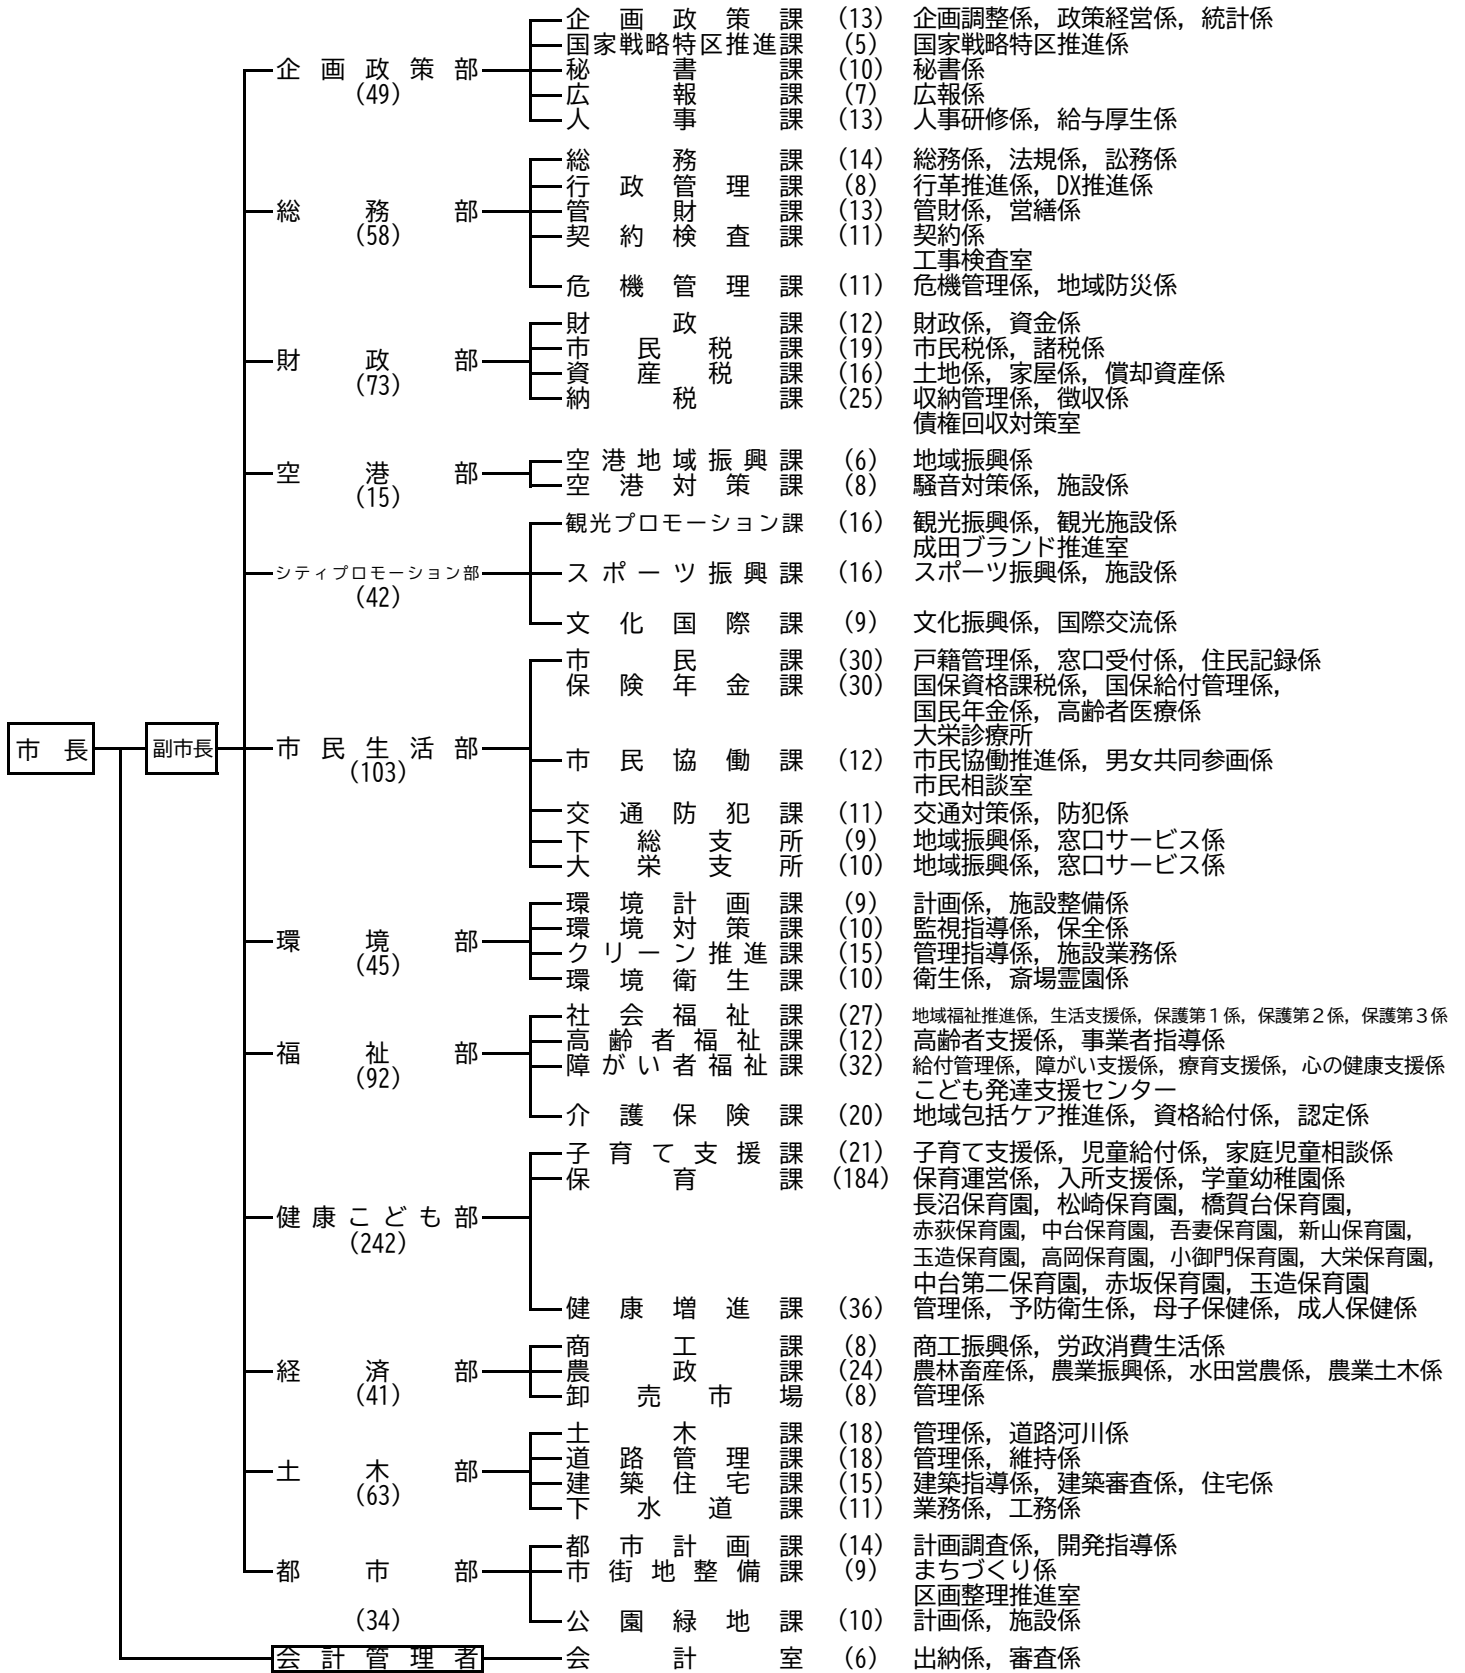 企画政策課 (13) 企画調整係, 政策経営係, 統計係
国家戦略特区推進課 (5) 国家戦略特区推進係
企画政策部 秘書課 (10) 秘書係
(49) 広報課 (7) 広報係
人事課 (13) 人事研修係, 給与厚生係
総務課 (14) 総務係, 法規係, 訟務係
行政管理課 (8) 行革推進係, DX推進係
総務部 管財課 (13) 管財係, 営繕係
(58) 契約検査課 (11) 契約係
工事検査室
危機管理課 (11) 危機管理係, 地域防災係
財政課 (12) 財政係, 資金係
市民税課 (19) 市民税係, 諸税係
財政部 資産税課 (16) 土地係, 家屋係, 償却資産係
(73) 納税課 (25) 収納管理係, 徴収係
債権回収対策室
空港地域振興課 (6) 地域振興係
空港部 空港対策課 (8) 騒音対策係, 施設係
(15)
観光プロモーション課 (16) 観光振興係, 観光施設係
成田ブランド推進室
シティプロモーション部 スポーツ振興課 (16) スポーツ振興係, 施設係
(42)
文化国際課 (9) 文化振興係, 国際交流係
市民課 (30) 戸籍管理係, 窓口受付係, 住民記録係
保険年金課 (30) 国保資格課税係, 国保給付管理係,
国民年金係, 高齢者医療係
大栄診療所
市長 副市長 市民生活部 市民協働課 (12) 市民協働推進係, 男女共同参画係
(103) 市民相談室
交通防犯課 (11) 交通対策係, 防犯係
下総支所 (9) 地域振興係, 窓口サービス係
大栄支所 (10) 地域振興係, 窓口サービス係
環境計画課 (9) 計画係, 施設整備係
環境対策課 (10) 監視指導係, 保全係
環境部 クリーン推進課 (15) 管理指導係, 施設業務係
(45) 環境衛生課 (10) 衛生係, 斎場霊園係
社会福祉課 (27) 地域福祉推進係, 生活支援係, 保護第1係, 保護第2係, 保護第3係
高齢者福祉課 (12) 高齢者支援係, 事業者指導係
福祉部 障がい者福祉課 (32) 給付管理係, 障がい支援係, 療育支援係, 心の健康支援係
(92) こども発達支援センター
介護保険課 (20) 地域包括ケア推進係, 資格給付係, 認定係
子育て支援課 (21) 子育て支援係, 児童給付係, 家庭児童相談係
保育課 (184) 保育運営係, 入所支援係, 学童幼稚園係
長沼保育園, 松崎保育園, 橋賀台保育園,
健康こども部 赤荻保育園, 中台保育園, 吾妻保育園, 新山保育園,
(242) 玉造保育園, 高岡保育園, 小御門保育園, 大栄保育園,
中台第二保育園, 赤坂保育園, 玉造保育園
健康増進課 (36) 管理係, 予防衛生係, 母子保健係, 成人保健係
商工課 (8) 商工振興係, 労政消費生活係
経済部 農政課 (24) 農林畜産係, 農業振興係, 水田営農係, 農業土木係
(41) 卸売市場 (8) 管理係
土木課 (18) 管理係, 道路河川係
道路管理課 (18) 管理係, 維持係
土木部 建築住宅課 (15) 建築指導係, 建築審査係, 住宅係
(63) 下水道課 (11) 業務係, 工務係
都市計画課 (14) 計画調査係, 開発指導係
都市部 市街地整備課 (9) まちづくり係
区画整理推進室
(34) 公園緑地課 (10) 計画係, 施設係
会計管理者 会計室 (6) 出納係, 審査係